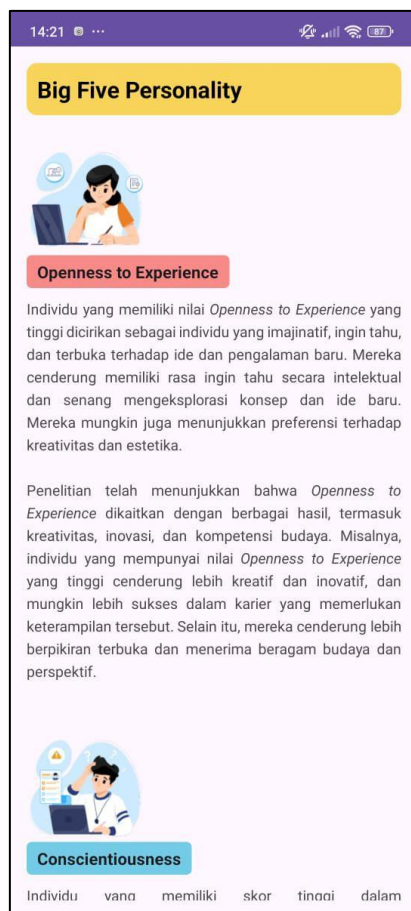 14:21
87
Big Five Personality
Openness to Experience
Individu yang memiliki nilai Openness to Experience yang
tinggi dicirikan sebagai individu yang imajinatif, ingin tahu,
dan terbuka terhadap ide dan pengalaman baru. Mereka
cenderung memiliki rasa ingin tahu secara intelektual
dan senang mengeksplorasi konsep dan ide baru.
Mereka mungkin juga menunjukkan preferensi terhadap
kreativitas dan estetika.
Penelitian telah menunjukkan bahwa Openness to
Experience dikaitkan dengan berbagai hasil, termasuk
kreativitas, inovasi, dan kompetensi budaya. Misalnya,
individu yang mempunyai nilai Openness to Experience
yang tinggi cenderung lebih kreatif dan inovatif, dan
mungkin lebih sukses dalam karier yang memerlukan
keterampilan tersebut. Selain itu, mereka cenderung lebih
berpikiran terbuka dan menerima beragam budaya dan
perspektif.
Conscientiousness
Individu yang memiliki skor tinggi dalam